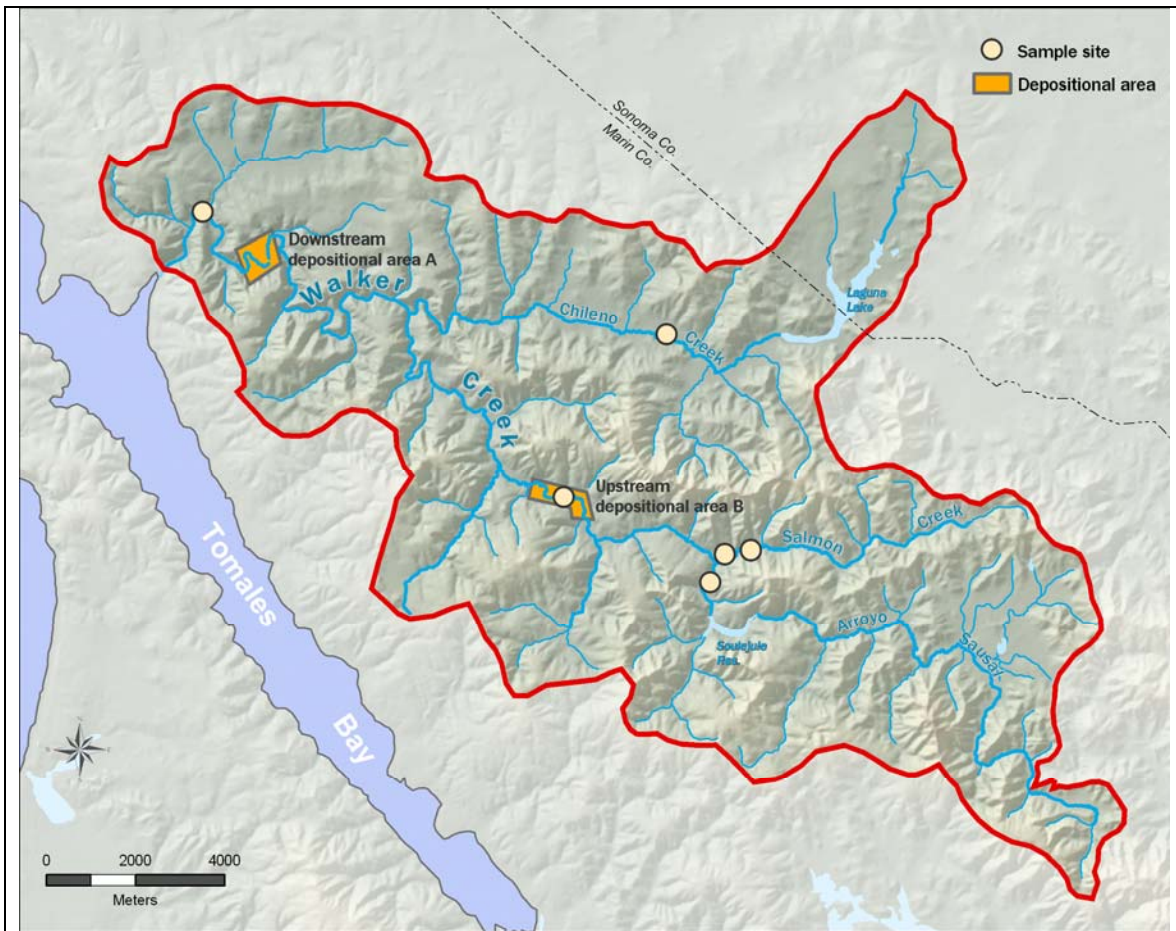 Sample site
Depositional area
Sonoma Co.
Marin Co.
Downstream
depositional area A
Walker
Creek
Chileno
Creek
Laguna
Lake
Upstream
depositional area B
Salmon
Creek
Arroyo
Sausal
Soulejule
Res.
Tomales
Bay
0 2000 4000
Meters